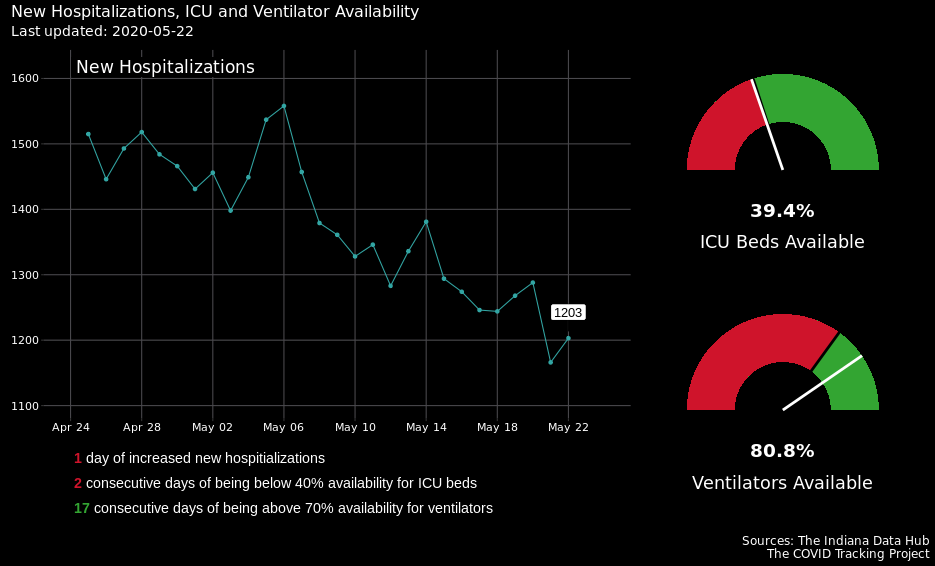 New Hospitalizations, ICU and Ventilator Availability
Last updated: 2020-05-22
New Hospitalizations
1600
1500
1400
1300
1200
1100
1203
Apr 24 Apr 28 May 02 May 06 May 10 May 14 May 18 May 22
39.4%
ICU Beds Available
80.8%
Ventilators Available
1 day of increased new hospitializations
2 consecutive days of being below 40% availability for ICU beds
17 consecutive days of being above 70% availability for ventilators
Sources: The Indiana Data Hub
The COVID Tracking Project